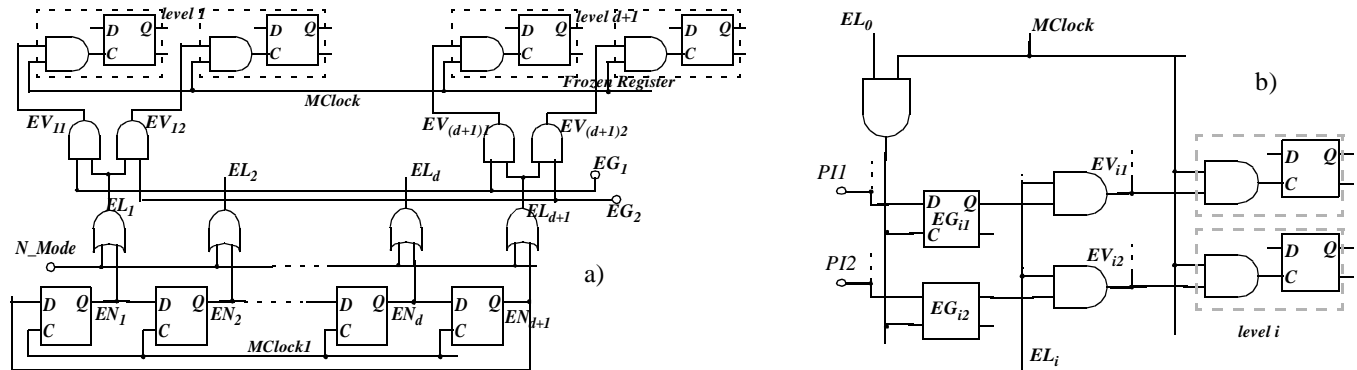 level 1
D Q
C
D Q
C
level d+1
D Q
C
D Q
C
Frozen Register
MClock
EV11
EV12
EV(d+1)1
EV(d+1)2
EG1
EG2
EL1
EL2
ELd
ELd+1
N_Mode
a)
D Q
C
EN1
D Q
C
EN2
D Q
C
ENd
D Q
C
ENd+1
MClock1
EL0
MClock
b)
PI1
D Q
EGi1
C
EVi1
D Q
C
PI2
EGi2
EVi2
D Q
C
ELi
level i